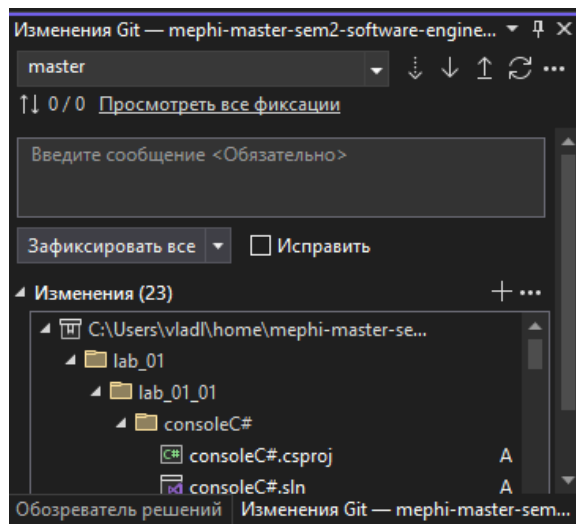 Изменения Git — mephi-master-sem2-software-engine...
master
0 / 0 Просмотреть все фиксации
Введите сообщение <Обязательно>
Зафиксировать все Исправить
Изменения (23)
C:\Users\vladl\home\mephi-master-se...
lab_01
lab_01_01
consoleC#
C# consoleC#.csproj A
consoleC#.sln A
Обозреватель решений Изменения Git — mephi-master-sem...